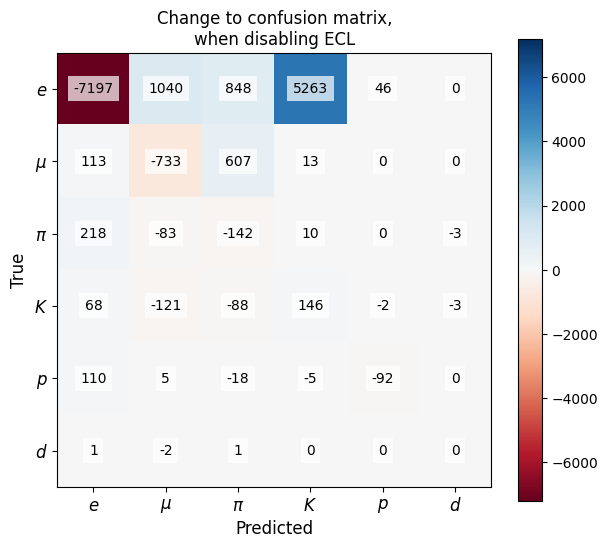 Change to confusion matrix,
when disabling ECL
e -7197 1040 848 5263 46 0
μ 113 -733 607 13 0 0
π 218 -83 -142 10 0 -3
K 68 -121 -88 146 -2 -3
p 110 5 -18 -5 -92 0
d 1 -2 1 0 0 0
e μ π K p d
Predicted
True
6000
4000
2000
0
−2000
−4000
−6000